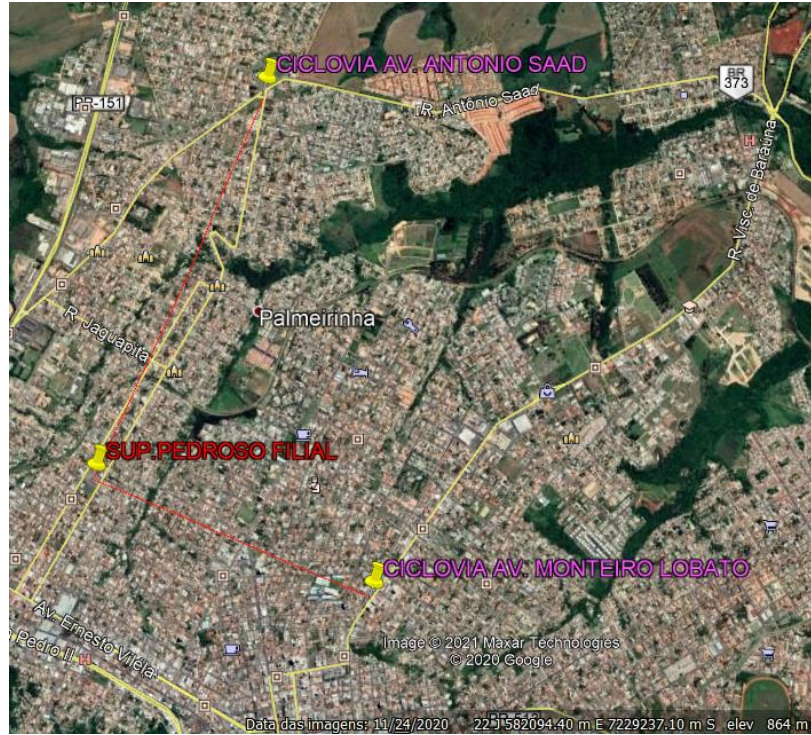 CICLOVIA AV. ANTONIO SAAD
BR
373
PR-151
R. Antônio Saad
R. Visc. de Baraúna
Palmeirinha
R. Jaguapitã
SUP.PEDROSO FILIAL
CICLOVIA AV. MONTEIRO LOBATO
Av. Ernesto Vilela
Pedro II
Image © 2021 Maxar Technologies
© 2020 Google
Data das imagens: 11/24/2020 22 J 582094.40 m E 7229237.10 m S elev 864 m